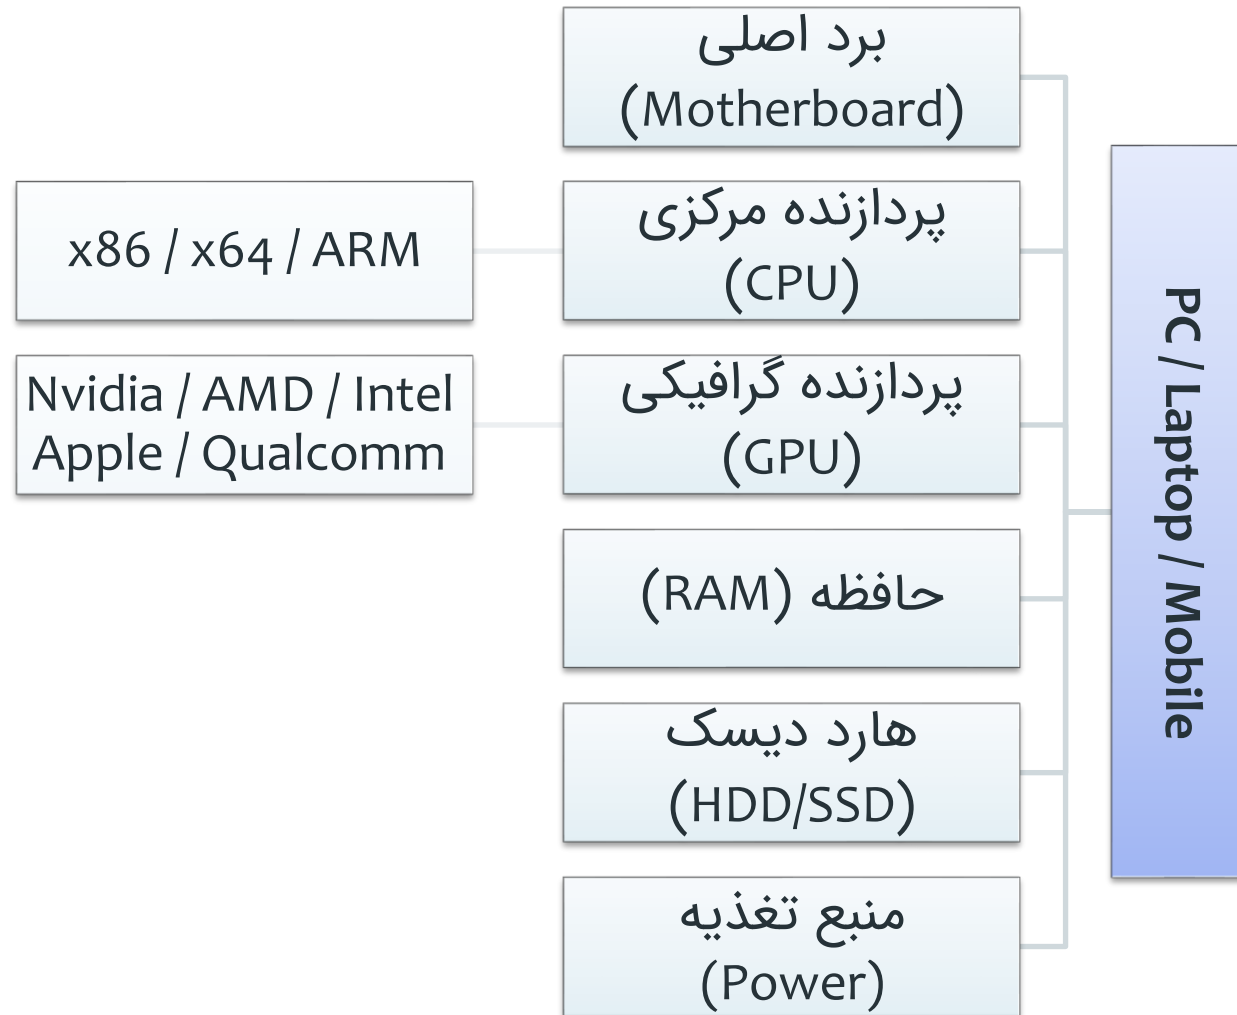 PC / Laptop / Mobile
برد اصلی
(Motherboard)
پردازنده مرکزی
(CPU)
x86 / x64 / ARM
پردازنده گرافیکی
(GPU)
Nvidia / AMD / Intel
Apple / Qualcomm
حافظه (RAM)
هارد دیسک
(HDD/SSD)
منبع تغذیه
(Power)